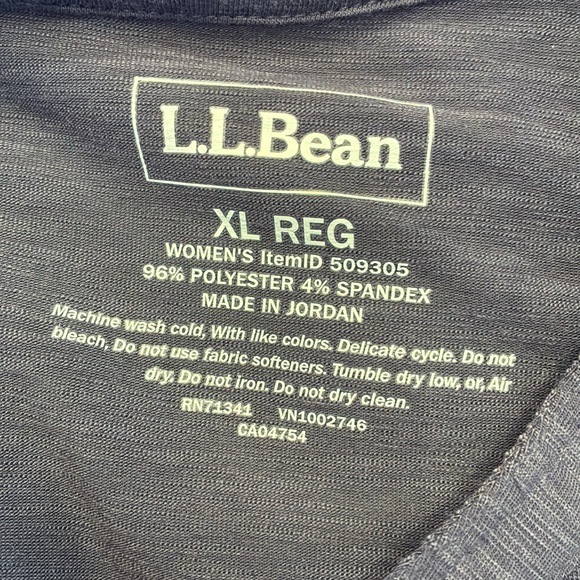 L.L.Bean
XL REG
WOMEN'S ItemID 509305
96% POLYESTER 4% SPANDEX
MADE IN JORDAN
Machine wash cold, With like colors. Delicate cycle. Do not
bleach, Do not use fabric softeners. Tumble dry low, or, Air
dry. Do not iron. Do not dry clean.
RN71341 VN1002746
CA04754